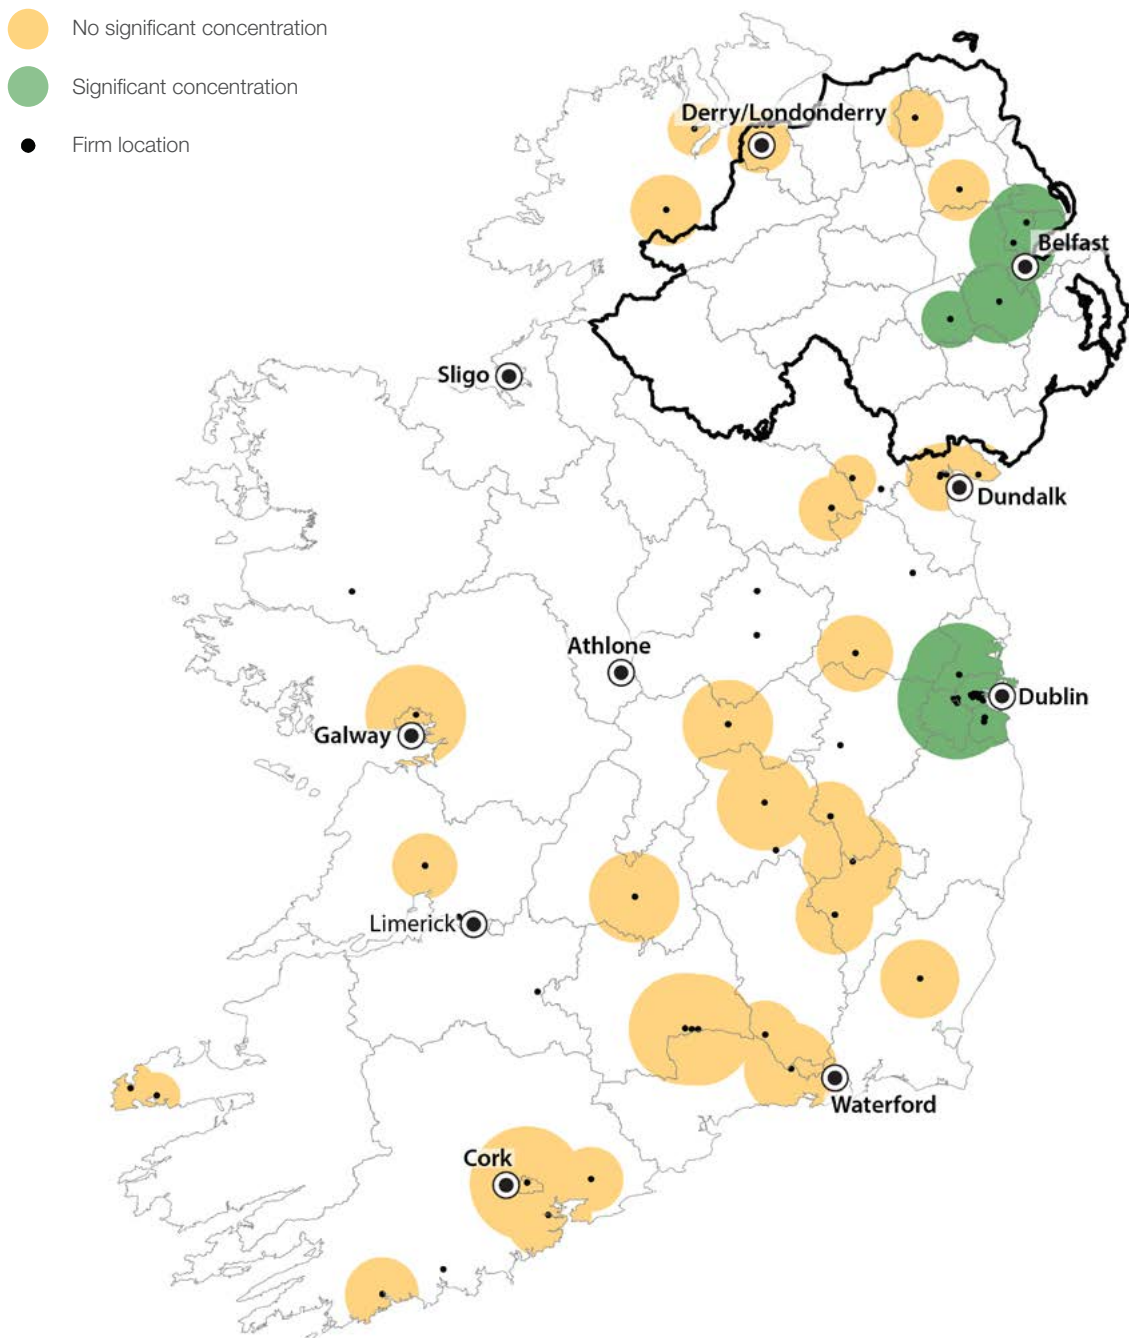 No significant concentration
Significant concentration
Firm location
Derry/Londonderry
Belfast
Sligo
Dundalk
Athlone
Dublin
Galway
Limerick
Waterford
Cork